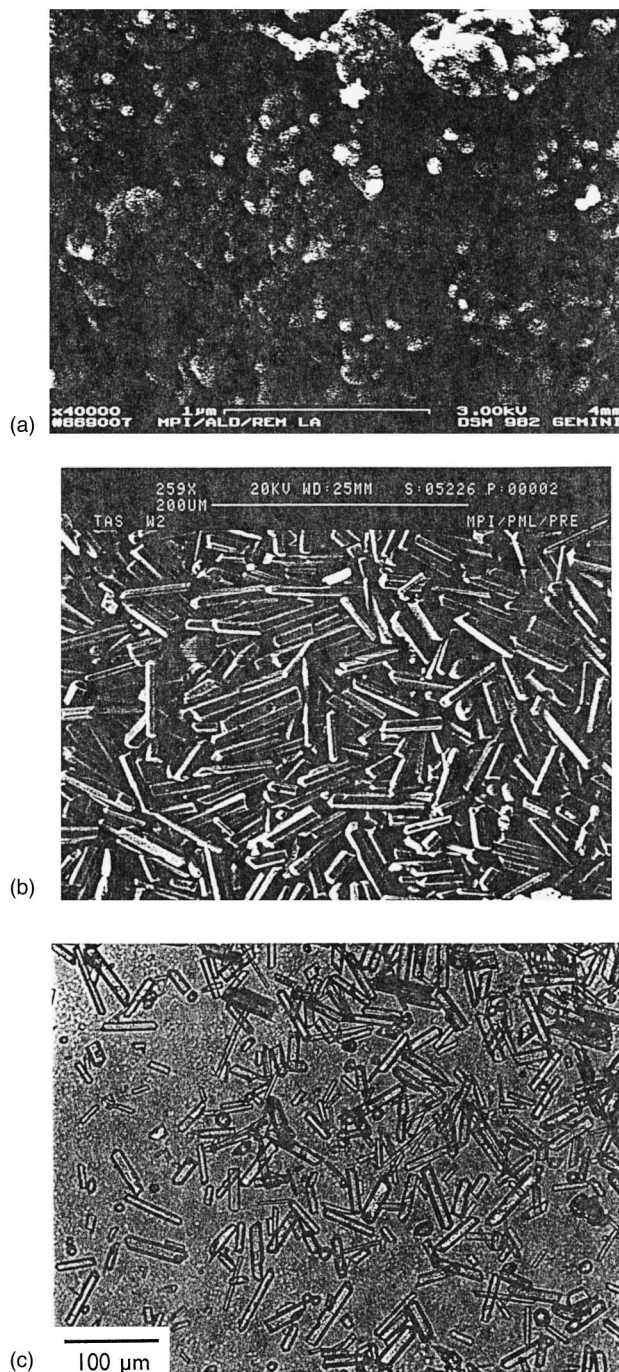 x40000 1µm 3.00kV 4mm
#669007 MPI/ALD/REM LA DSM 982 GEMINI
(a)
259X 20KV WD:25MM S:05226 P:00002
200UM
TAS W2 MPI/PML/PRE
(b)
(c)
100 µm